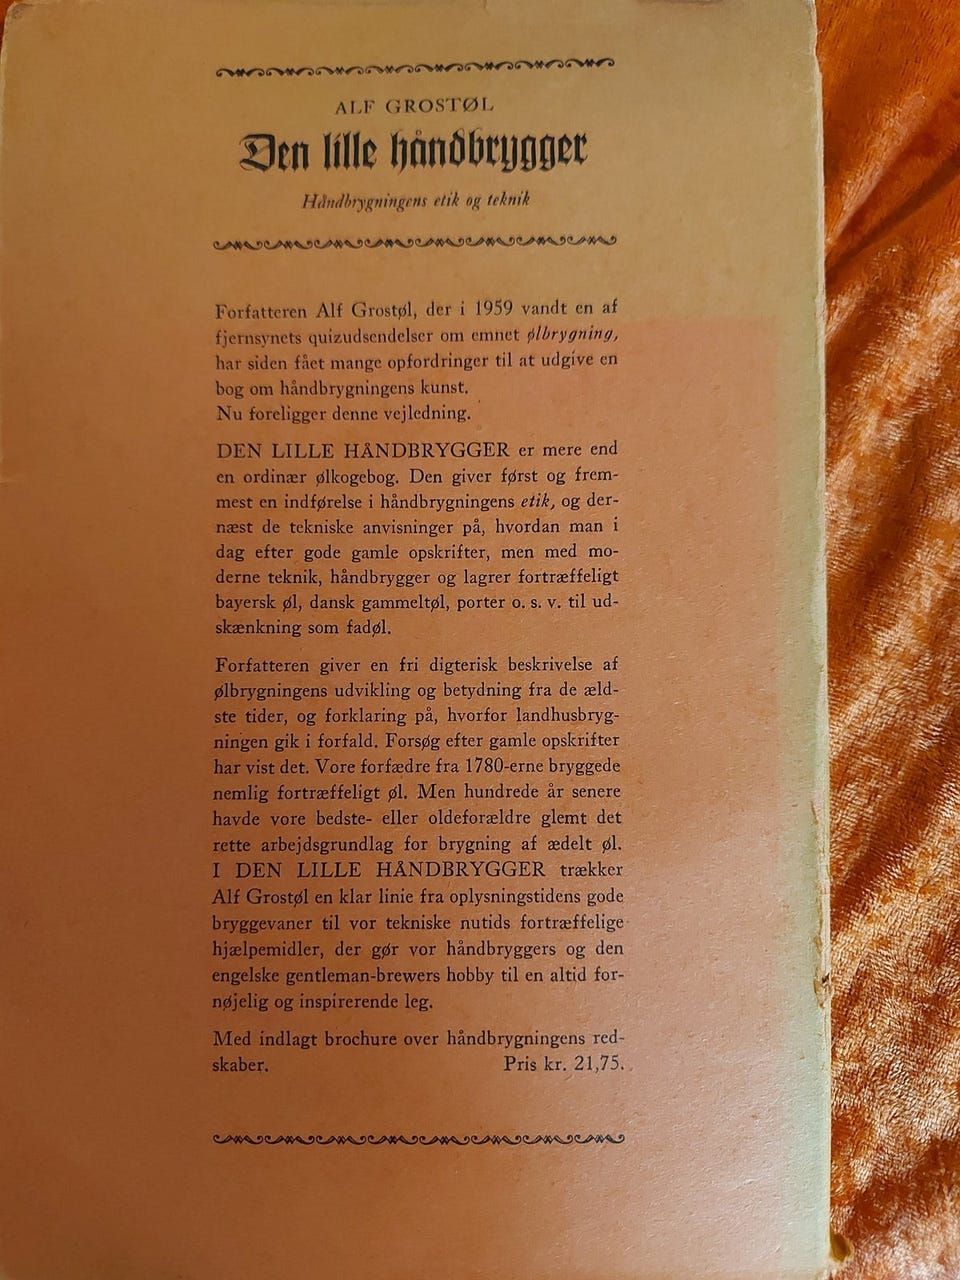 ALF GROSTØL
Den lille håndbrygger
Håndbrygningens etik og teknik
Forfatteren Alf Grostøl, der i 1959 vandt en af
fjernsynets quizudsendelser om emnet ølbrygning,
har siden fået mange opfordringer til at udgive en
bog om håndbrygningens kunst.
Nu foreligger denne vejledning.
DEN LILLE HÅNDBRYGGER er mere end
en ordinær ølkogebog. Den giver først og frem-
mest en indførelse i håndbrygningens etik, og der-
næst de tekniske anvisninger på, hvordan man i
dag efter gode gamle opskrifter, men med mo-
derne teknik, håndbrygger og lagrer fortræffeligt
bayersk øl, dansk gammeltøl, porter o. s. v. til ud-
skænkning som fadøl.
Forfatteren giver en fri digterisk beskrivelse af
ølbrygningens udvikling og betydning fra de æld-
ste tider, og forklaring på, hvorfor landhusbryg-
ningen gik i forfald. Forsøg efter gamle opskrifter
har vist det. Vore forfædre fra 1780-erne bryggede
nemlig fortræffeligt øl. Men hundrede år senere
havde vore bedste- eller oldeforældre glemt det
rette arbejdsgrundlag for brygning af ædelt øl.
I DEN LILLE HÅNDBRYGGER trækker
Alf Grostøl en klar linie fra oplysningstidens gode
bryggevaner til vor tekniske nutids fortræffelige
hjælpemidler, der gør vor håndbryggers og den
engelske gentleman-brewers hobby til en altid for-
nøjelig og inspirerende leg.
Med indlagt brochure over håndbrygningens red-
skaber. Pris kr. 21,75.